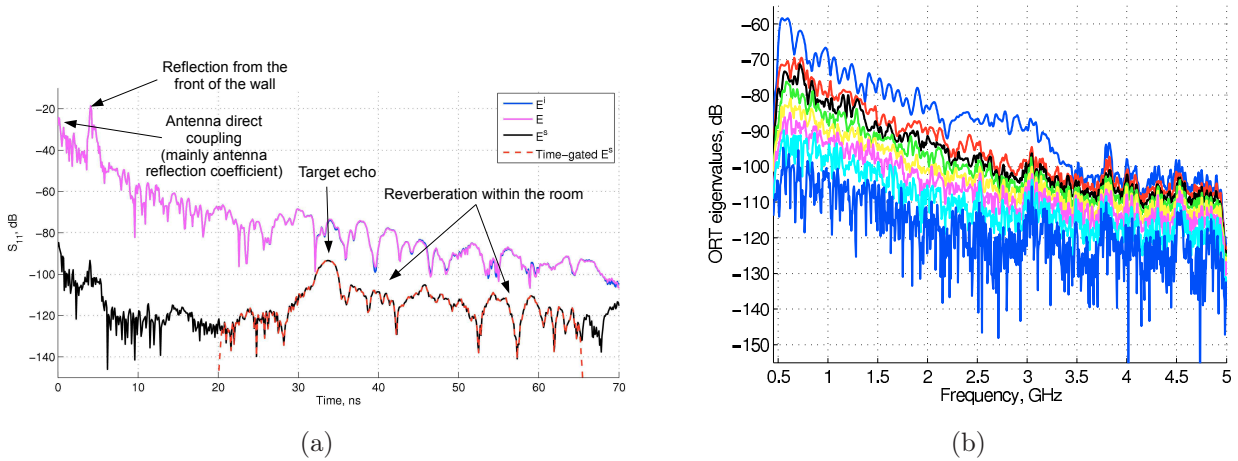 Reflection from the
front of the wall
Antenna direct
coupling
(mainly antenna
reflection coefficient)
Target echo
Reverberation within the room
E^i
E
E^s
Time-gated E^s
S_11, dB
−20
−40
−60
−80
−100
−120
−140
0 10 20 30 40 50 60 70
Time, ns
(a)
ORT eigenvalues, dB
−60
−70
−80
−90
−100
−110
−120
−130
−140
−150
0.5 1 1.5 2 2.5 3 3.5 4 4.5 5
Frequency, GHz
(b)